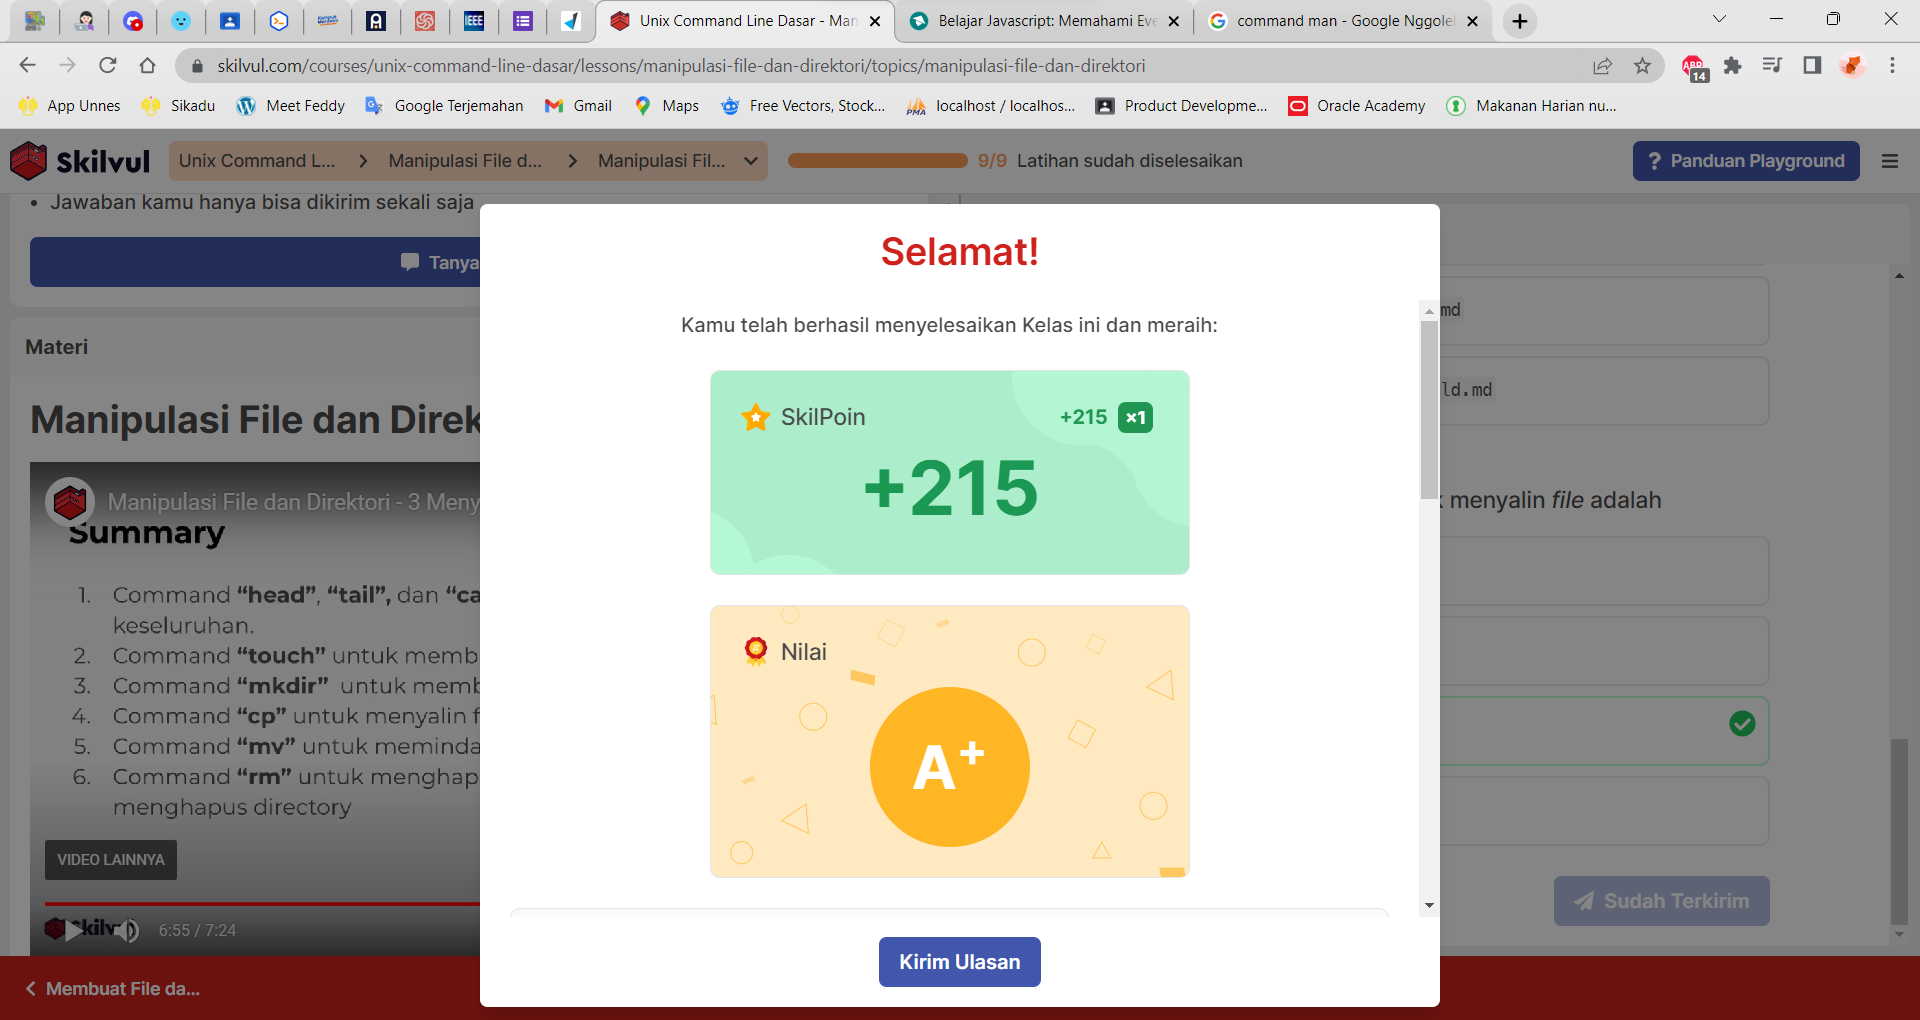 Unix Command Line Dasar - Man
Belajar Javascript: Memahami Eve
command man - Google Nggolek
skilvul.com/courses/unix-command-line-dasar/lessons/manipulasi-file-dan-direktori/topics/manipulasi-file-dan-direktori
ABP
14
App Unnes
Sikadu
Meet Feddy
Google Terjemahan
Gmail
Maps
Free Vectors, Stock...
localhost / localhos...
Product Developme...
Oracle Academy
Makanan Harian nu...
Skilvul
Unix Command L... > Manipulasi File d... > Manipulasi Fil...
9/9 Latihan sudah diselesaikan
? Panduan Playground
• Jawaban kamu hanya bisa dikirim sekali saja
Tanya
Materi
Manipulasi File dan Direk
Manipulasi File dan Direktori - 3 Meny
Summary
1. Command “head”, “tail”, dan “ca
keseluruhan.
2. Command “touch” untuk memb
3. Command “mkdir” untuk memb
4. Command “cp” untuk menyalin f
5. Command “mv” untuk meminda
6. Command “rm” untuk menghap
menghapus directory
VIDEO LAINNYA
Skilv
6:55 / 7:24
Membuat File da...
Selamat!
Kamu telah berhasil menyelesaikan Kelas ini dan meraih:
SkilPoin
+215 ×1
+215
Nilai
A+
Kirim Ulasan
md
ld.md
menyalin file adalah
Sudah Terkirim